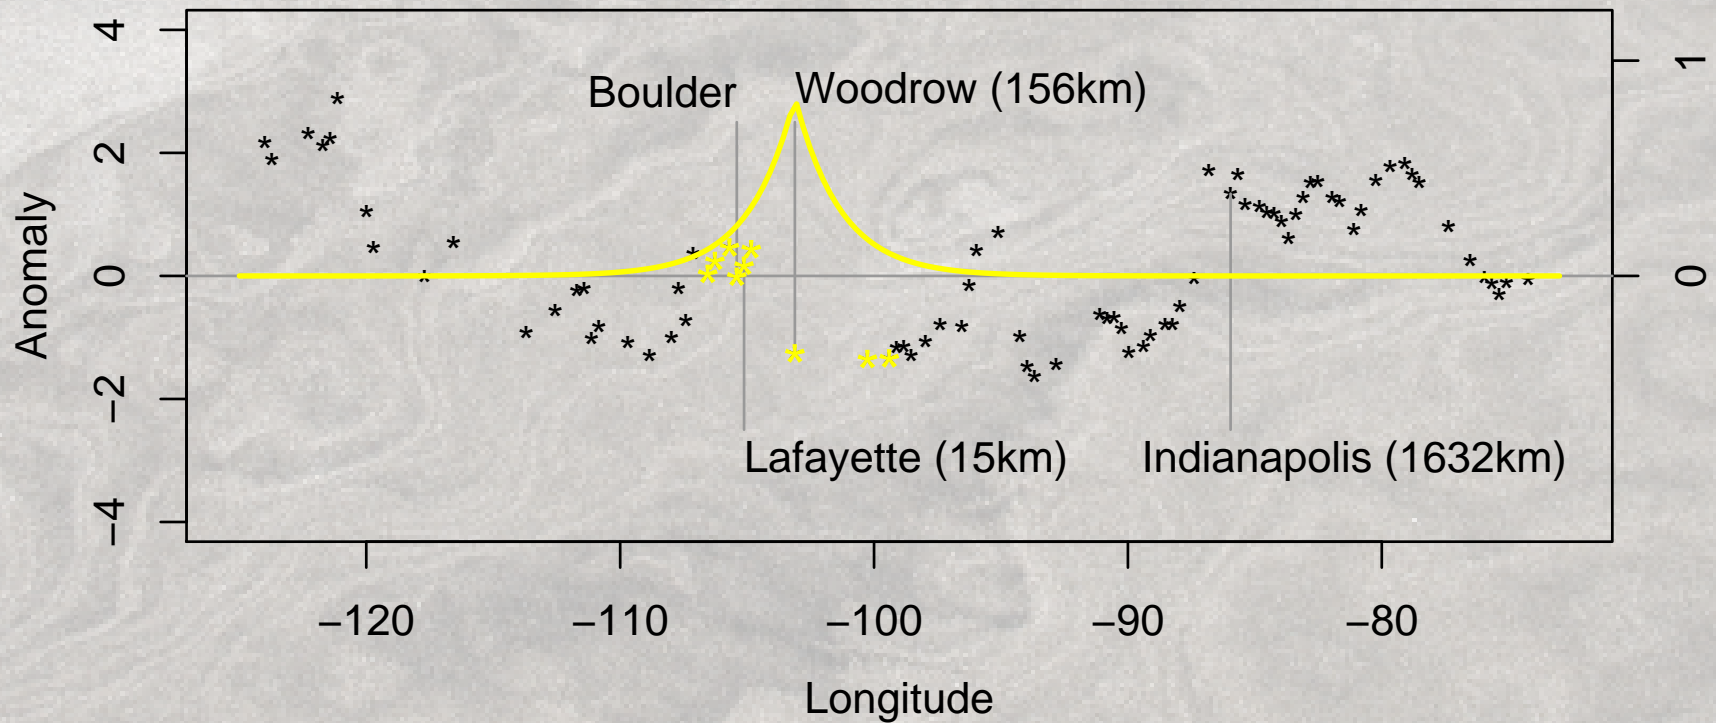 4
2
0
−2
−4
Anomaly
1
0
Boulder
Woodrow (156km)
Lafayette (15km)
Indianapolis (1632km)
−120
−110
−100
−90
−80
Longitude